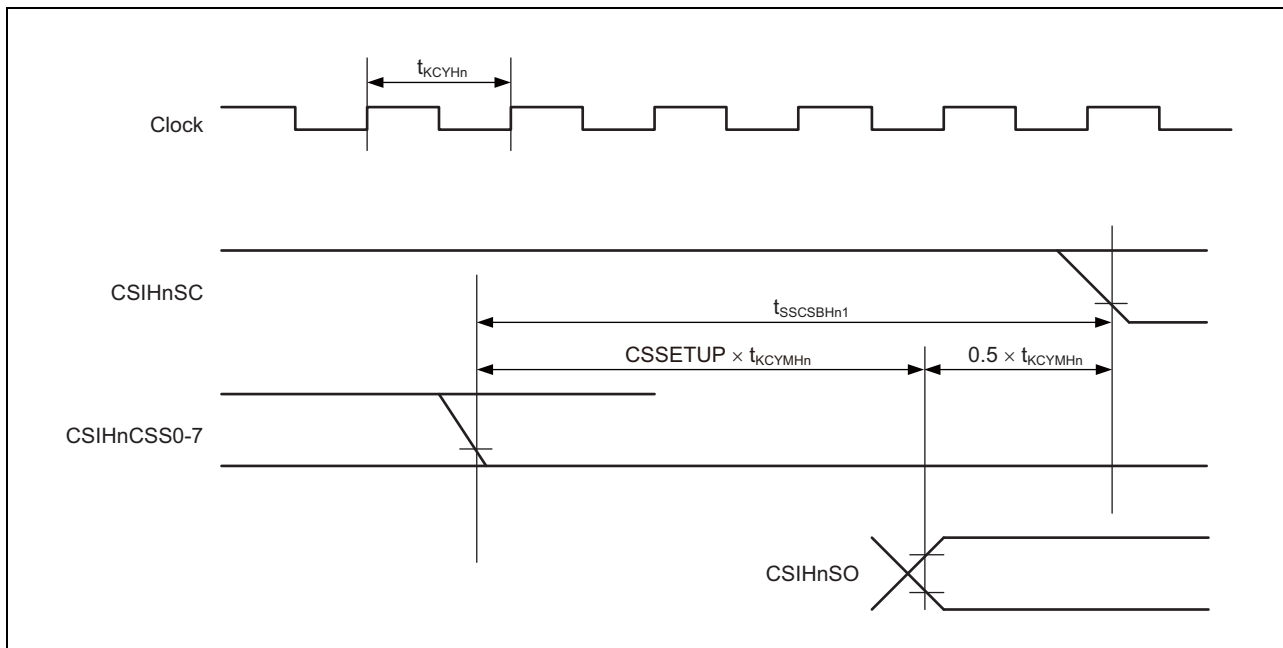 tKCYHn
Clock
CSIHnSC
tSSCSBHn1
CSSETUP × tKCYMHn
0.5 × tKCYMHn
CSIHnCSS0-7
CSIHnSO